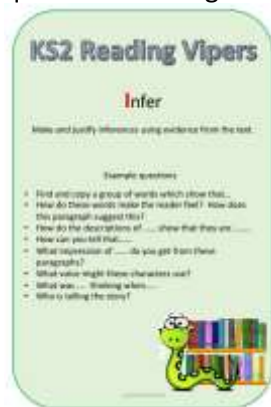 KS2 Reading Vipers
Infer
Make and justify inferences using evidence from the text.
Example questions
• Find and copy a group of words which show that...
• How do these words make the reader feel? How does
this paragraph suggest this?
• How do the descriptions of ...... show that they are ........
• How can you tell that......
• What impression of ...... do you get from these
paragraphs?
• What voice might these characters use?
• What was .... thinking when.....
• Who is telling the story?